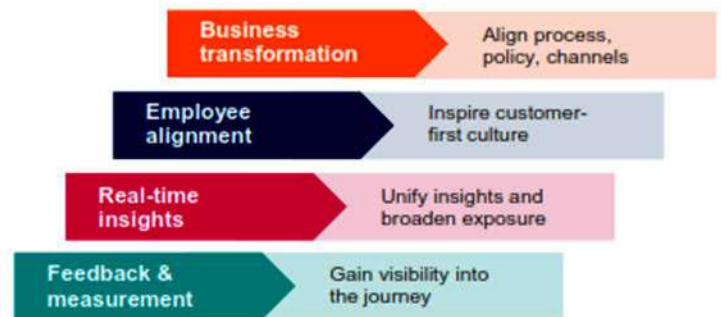 Business
transformation
Align process,
policy, channels
Employee
alignment
Inspire customer-
first culture
Real-time
insights
Unify insights and
broaden exposure
Feedback &
measurement
Gain visibility into
the journey